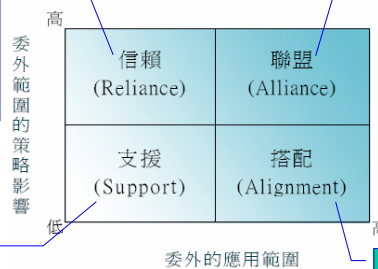 高
委外範圍的策略影響
信賴
(Reliance)
聯盟
(Alliance)
支援
(Support)
搭配
(Alignment)
低
高
委外的應用範圍